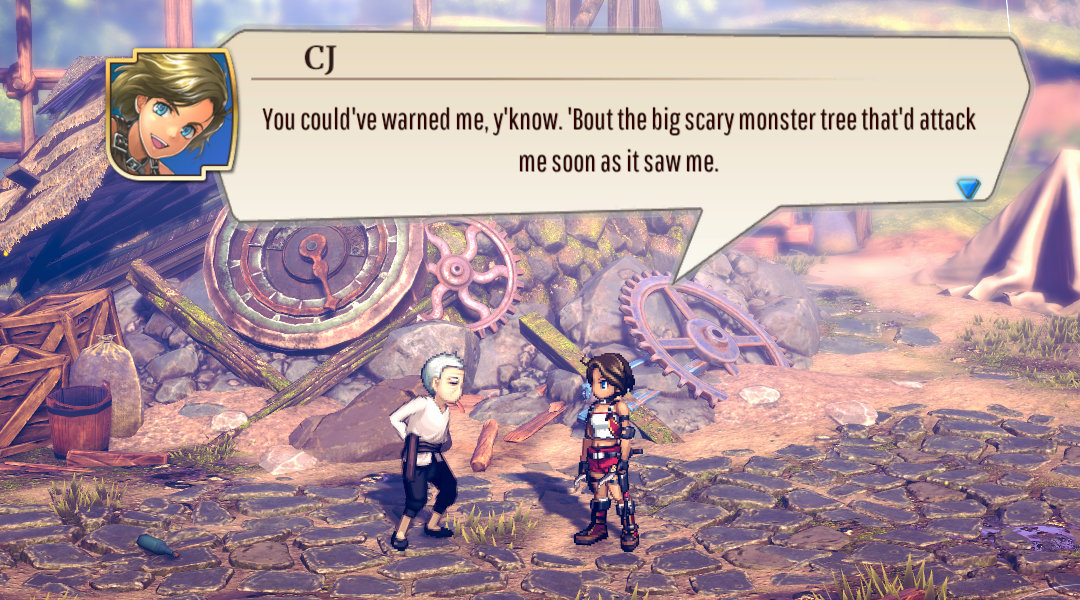 CJ
You could've warned me, y'know. 'Bout the big scary monster tree that'd attack
me soon as it saw me.